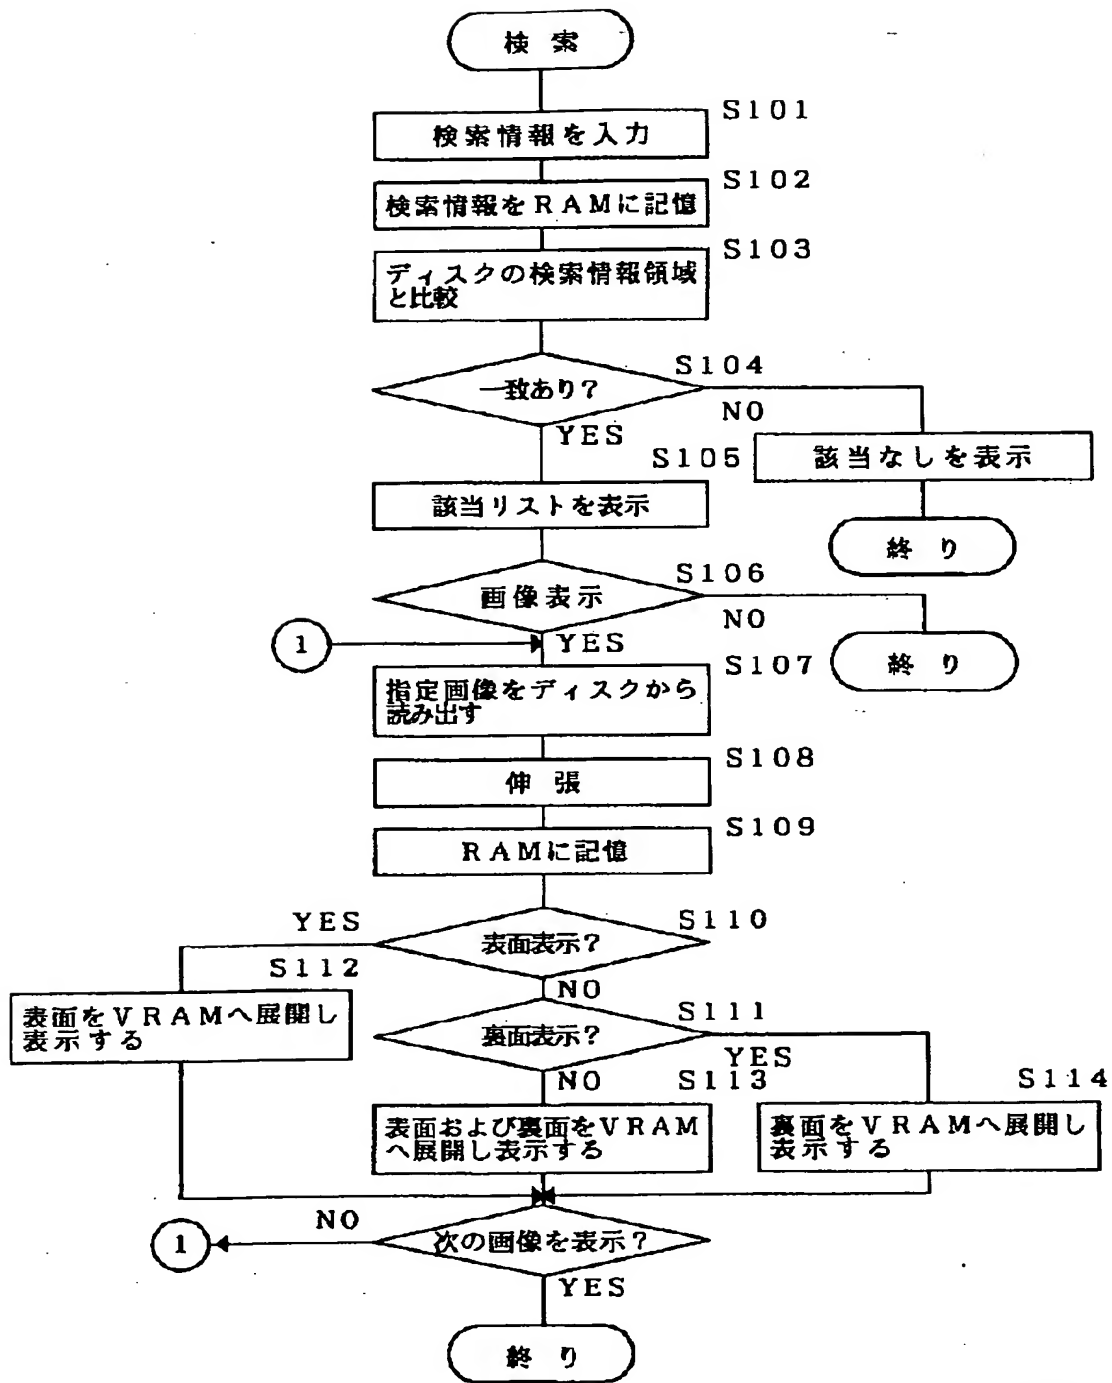 検 索
S101
検索情報を入力
S102
検索情報をRAMに記憶
S103
ディスクの検索情報領域
と比較
S104
一致あり?
NO
YES
S105
該当なしを表示
該当リストを表示
終 り
S106
画像表示
NO
1
YES
終 り
S107
指定画像をディスクから
読み出す
S108
伸 張
S109
RAMに記憶
YES
S110
表面表示?
S112
NO
表面をVRAMへ展開し
表示する
S111
裏面表示?
YES
NO
S113
S114
表面および裏面をVRAM
へ展開し表示する
裏面をVRAMへ展開し
表示する
NO
1
次の画像を表示?
YES
終 り